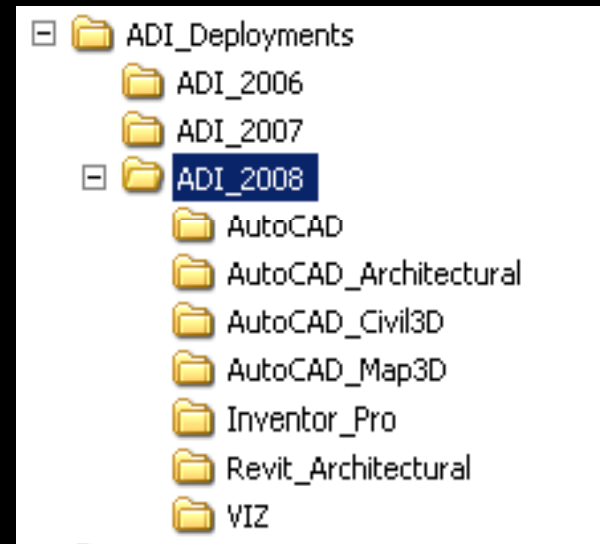 ADI_Deployments
ADI_2006
ADI_2007
ADI_2008
AutoCAD
AutoCAD_Architectural
AutoCAD_Civil3D
AutoCAD_Map3D
Inventor_Pro
Revit_Architectural
VIZ